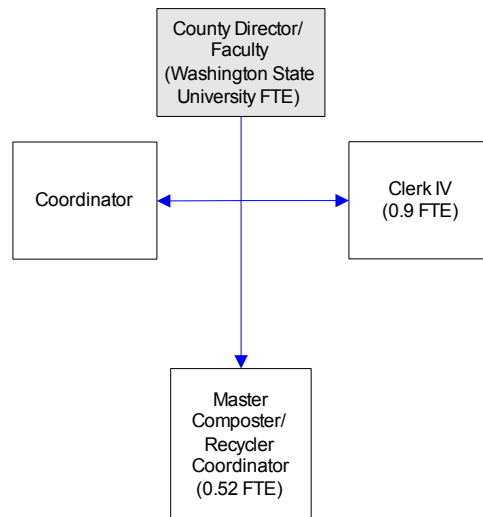 County Director/
Faculty
(Washington State
University FTE)
Coordinator
Clerk IV
(0.9 FTE)
Master
Composter/
Recycler
Coordinator
(0.52 FTE)